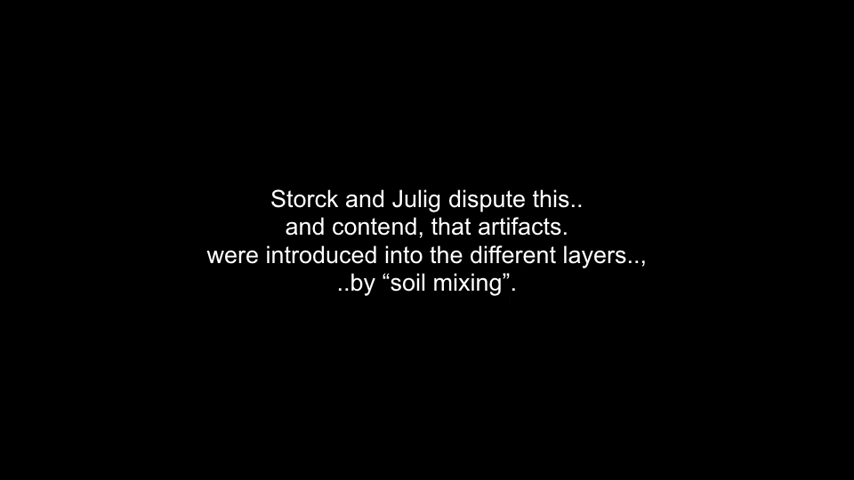 Storck and Julig dispute this..
and contend, that artifacts.
were introduced into the different layers..,
..by “soil mixing”.